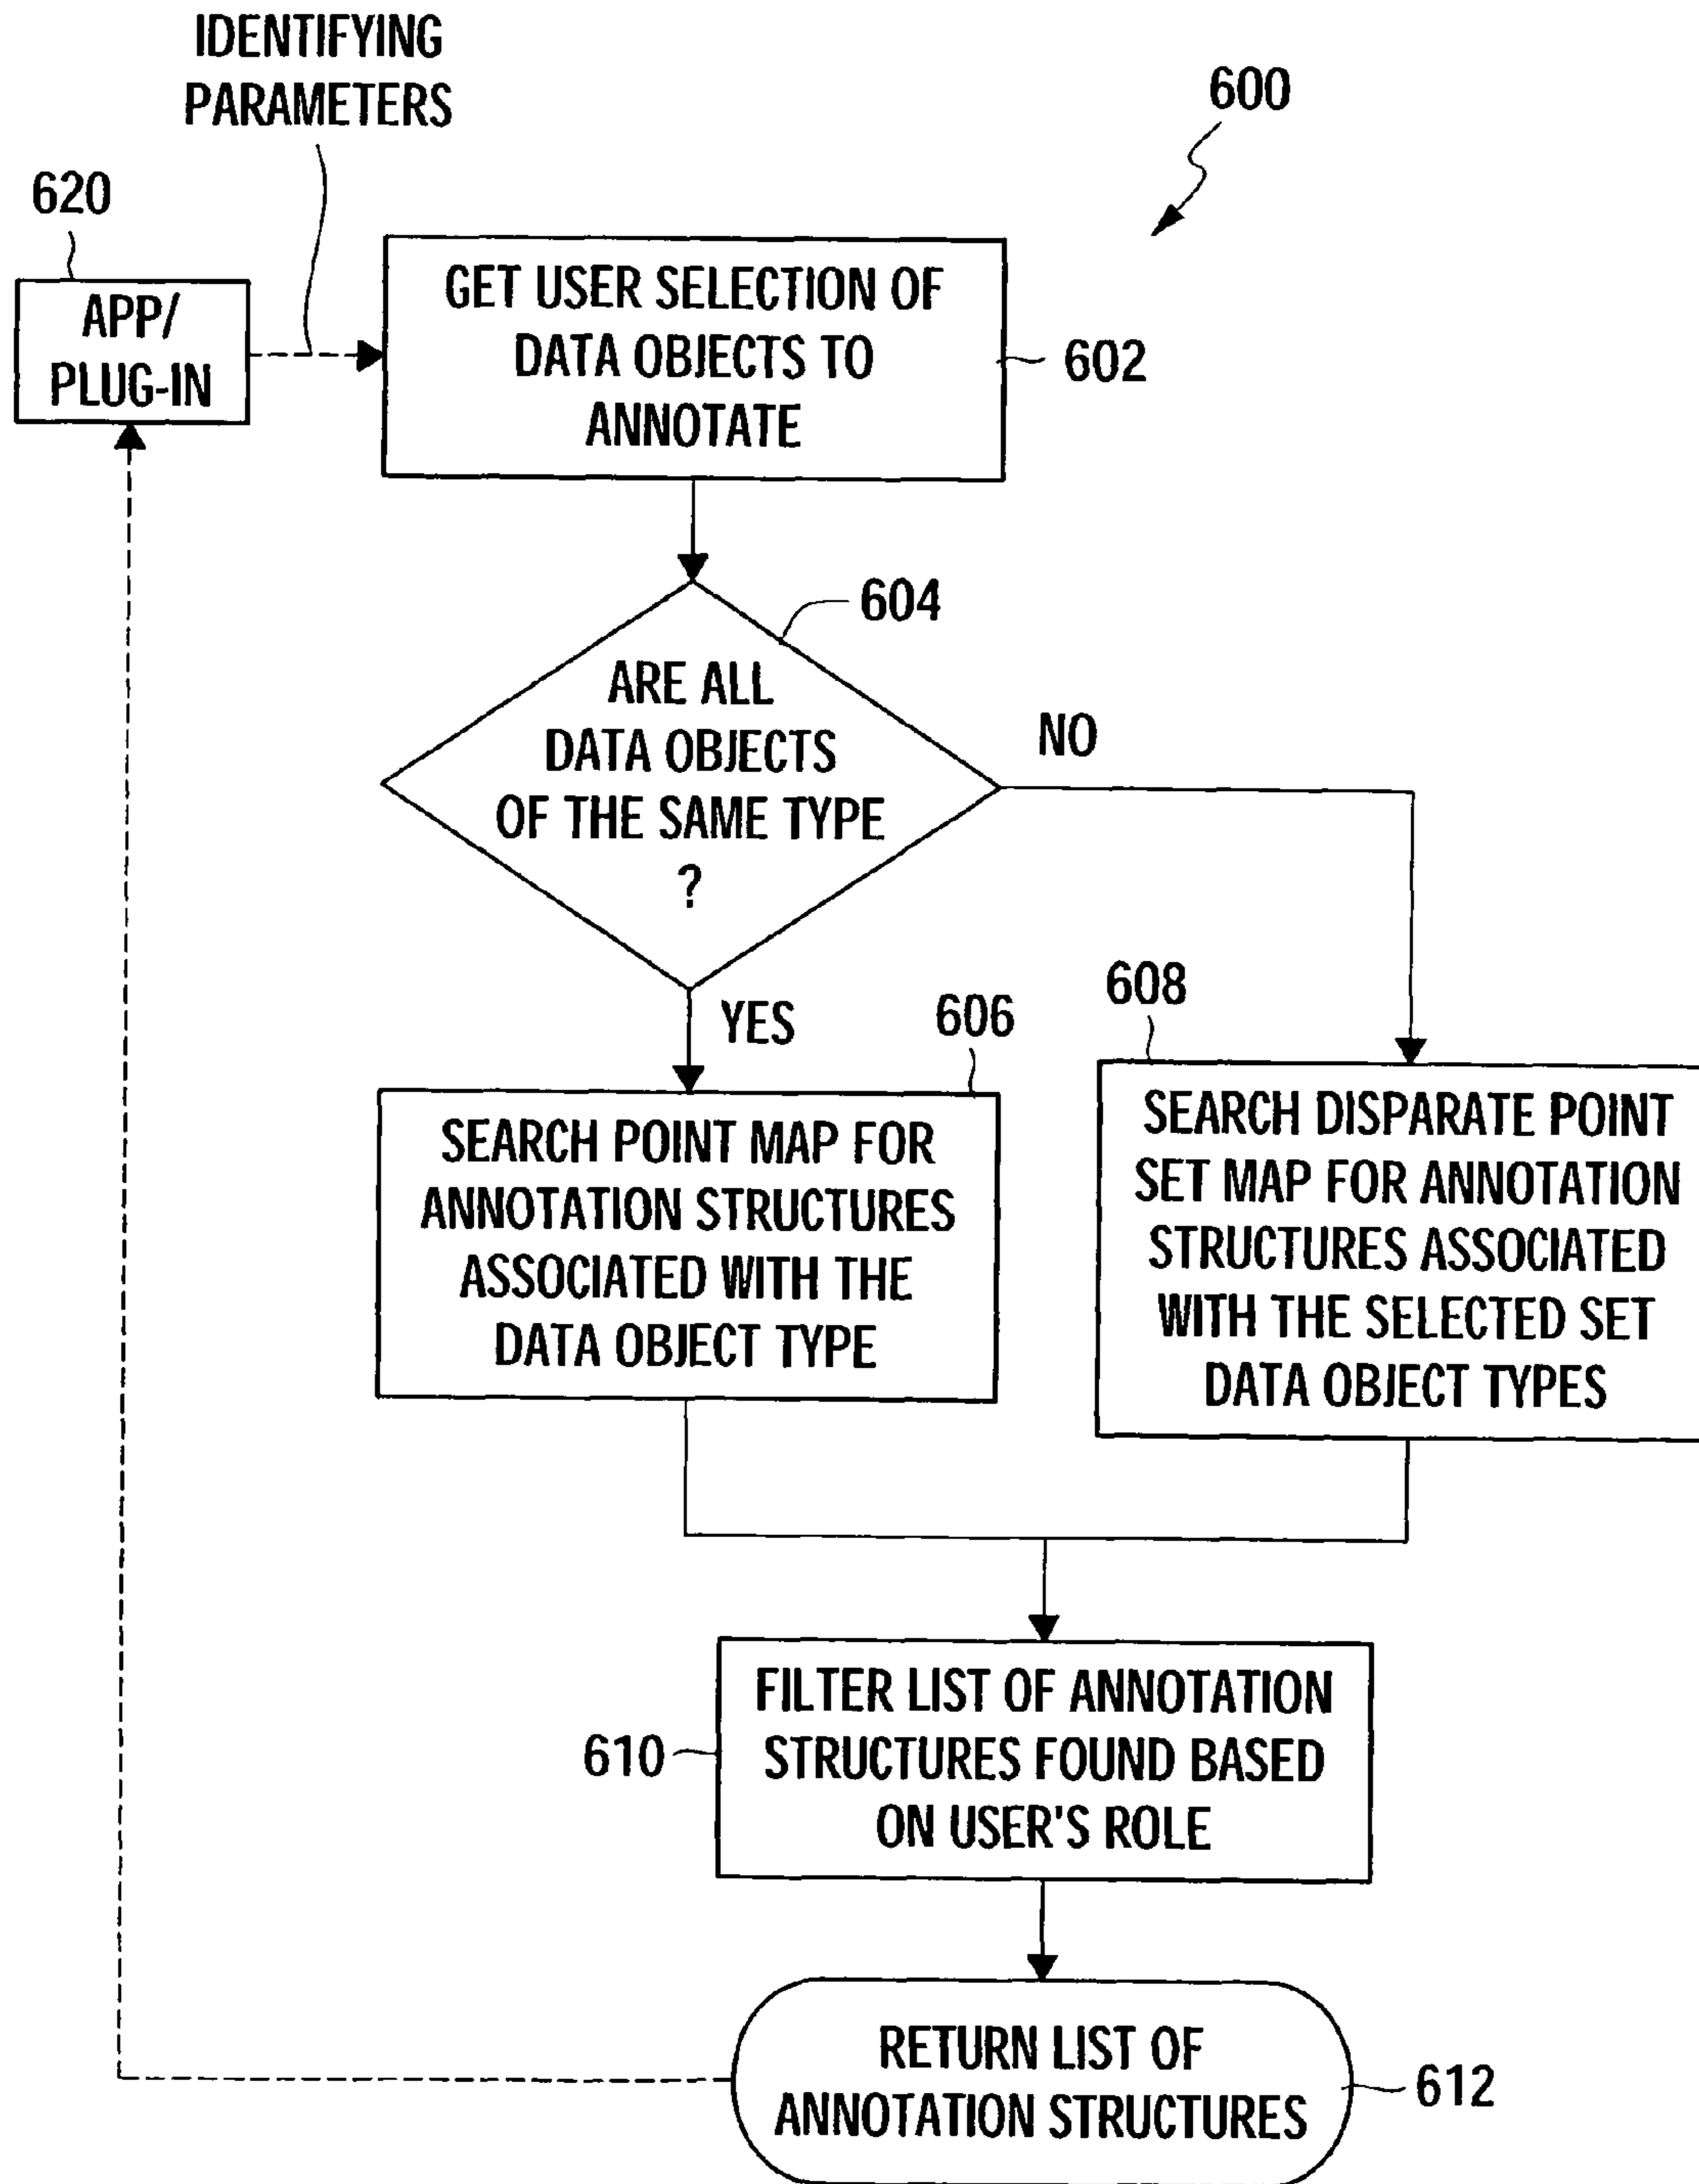 IDENTIFYING
PARAMETERS
600
620
APP/
PLUG-IN
GET USER SELECTION OF
DATA OBJECTS TO
ANNOTATE
602
604
ARE ALL
DATA OBJECTS
OF THE SAME TYPE
?
NO
YES
606
608
SEARCH POINT MAP FOR
ANNOTATION STRUCTURES
ASSOCIATED WITH THE
DATA OBJECT TYPE
SEARCH DISPARATE POINT
SET MAP FOR ANNOTATION
STRUCTURES ASSOCIATED
WITH THE SELECTED SET
DATA OBJECT TYPES
610
FILTER LIST OF ANNOTATION
STRUCTURES FOUND BASED
ON USER'S ROLE
RETURN LIST OF
ANNOTATION STRUCTURES
612